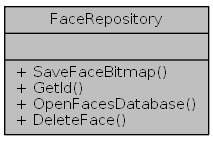 FaceRepository
+ SaveFaceBitmap()
+ GetId()
+ OpenFacesDatabase()
+ DeleteFace()